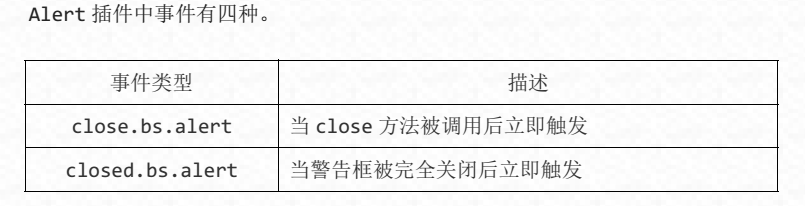 Alert 插件中事件有四种。
事件类型 描述
close.bs.alert 当 close 方法被调用后立即触发
closed.bs.alert 当警告框被完全关闭后立即触发